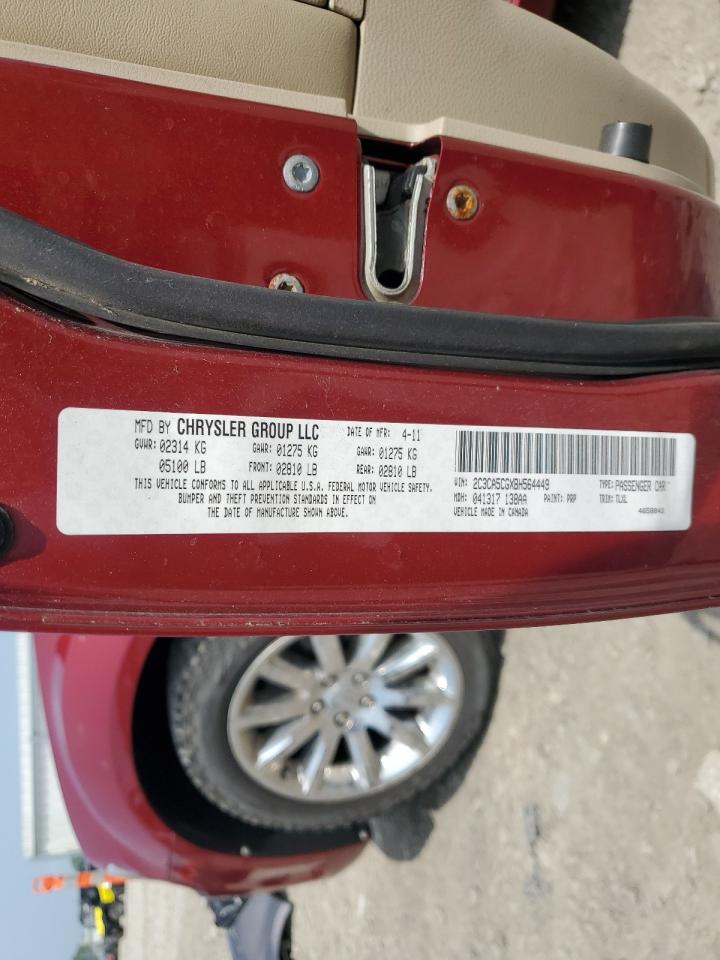 MFD BY CHRYSLER GROUP LLC DATE OF MFR: 4-11
GVWR: 02314 KG GAWR: 01275 KG GAWR: 01275 KG
05100 LB FRONT: 02810 LB REAR: 02810 LB
THIS VEHICLE CONFORMS TO ALL APPLICABLE U.S.A. FEDERAL MOTOR VEHICLE SAFETY,
BUMPER AND THEFT PREVENTION STANDARDS IN EFFECT ON
THE DATE OF MANUFACTURE SHOWN ABOVE.
VIN: 2C3CA5CGXBH564449 TYPE: PASSENGER CAR
MDH: 041317 138AA PAINT: PRP TRIM: TLXL
VEHICLE MADE IN CANADA